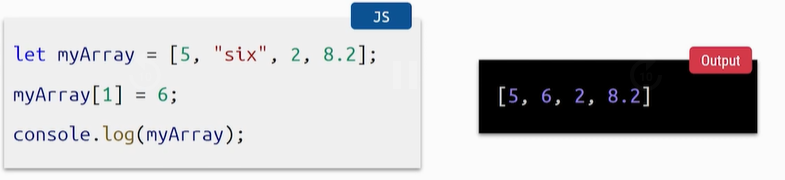 JS
let myArray = [5, "six", 2, 8.2];
myArray[1] = 6;
console.log(myArray);
Output
[5, 6, 2, 8.2]